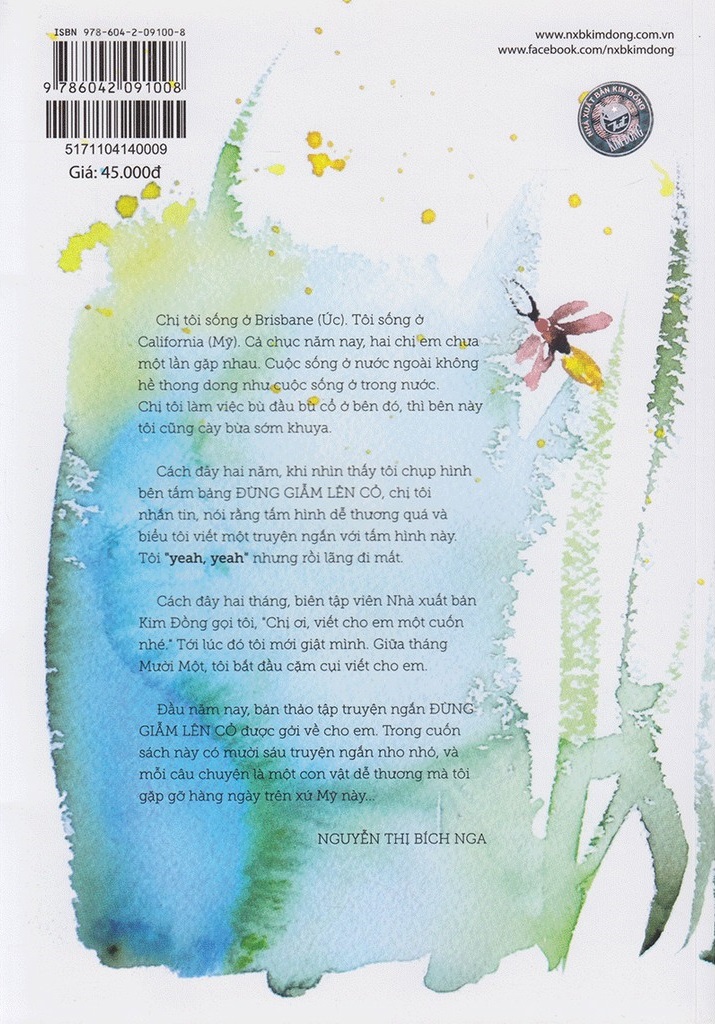 ISBN 978-604-2-09100-8
9 786042 091008
5171104140009
Giá: 45.000đ
www.nxbkimdong.com.vn
www.facebook.com/nxbkimdong
NHÀ XUẤT BẢN KIM ĐỒNG
KIM ĐỒNG
Chị tôi sống ở Brisbane (Úc). Tôi sống ở
California (Mỹ). Cả chục năm nay, hai chị em chưa
một lần gặp nhau. Cuộc sống ở nước ngoài không
hề thong dong như cuộc sống ở trong nước.
Chị tôi làm việc bù đầu bù cổ ở bên đó, thì bên này
tôi cũng cày bừa sớm khuya.
Cách đây hai năm, khi nhìn thấy tôi chụp hình
bên tấm bảng ĐỪNG GIẪM LÊN CỎ, chị tôi
nhắn tin, nói rằng tấm hình dễ thương quá và
biểu tôi viết một truyện ngắn với tấm hình này.
Tôi "yeah, yeah" nhưng rồi lãng đi mất.
Cách đây hai tháng, biên tập viên Nhà xuất bản
Kim Đồng gọi tôi, "Chị ơi, viết cho em một cuốn
nhé." Tới lúc đó tôi mới giật mình. Giữa tháng
Mười Một, tôi bắt đầu cặm cụi viết cho em.
Đầu năm nay, bản thảo tập truyện ngắn ĐỪNG
GIẪM LÊN CỎ được gởi về cho em. Trong cuốn
sách này có mười sáu truyện ngắn nho nhỏ, và
mỗi câu chuyện là một con vật dễ thương mà tôi
gặp gỡ hàng ngày trên xứ Mỹ này...
NGUYỄN THỊ BÍCH NGA